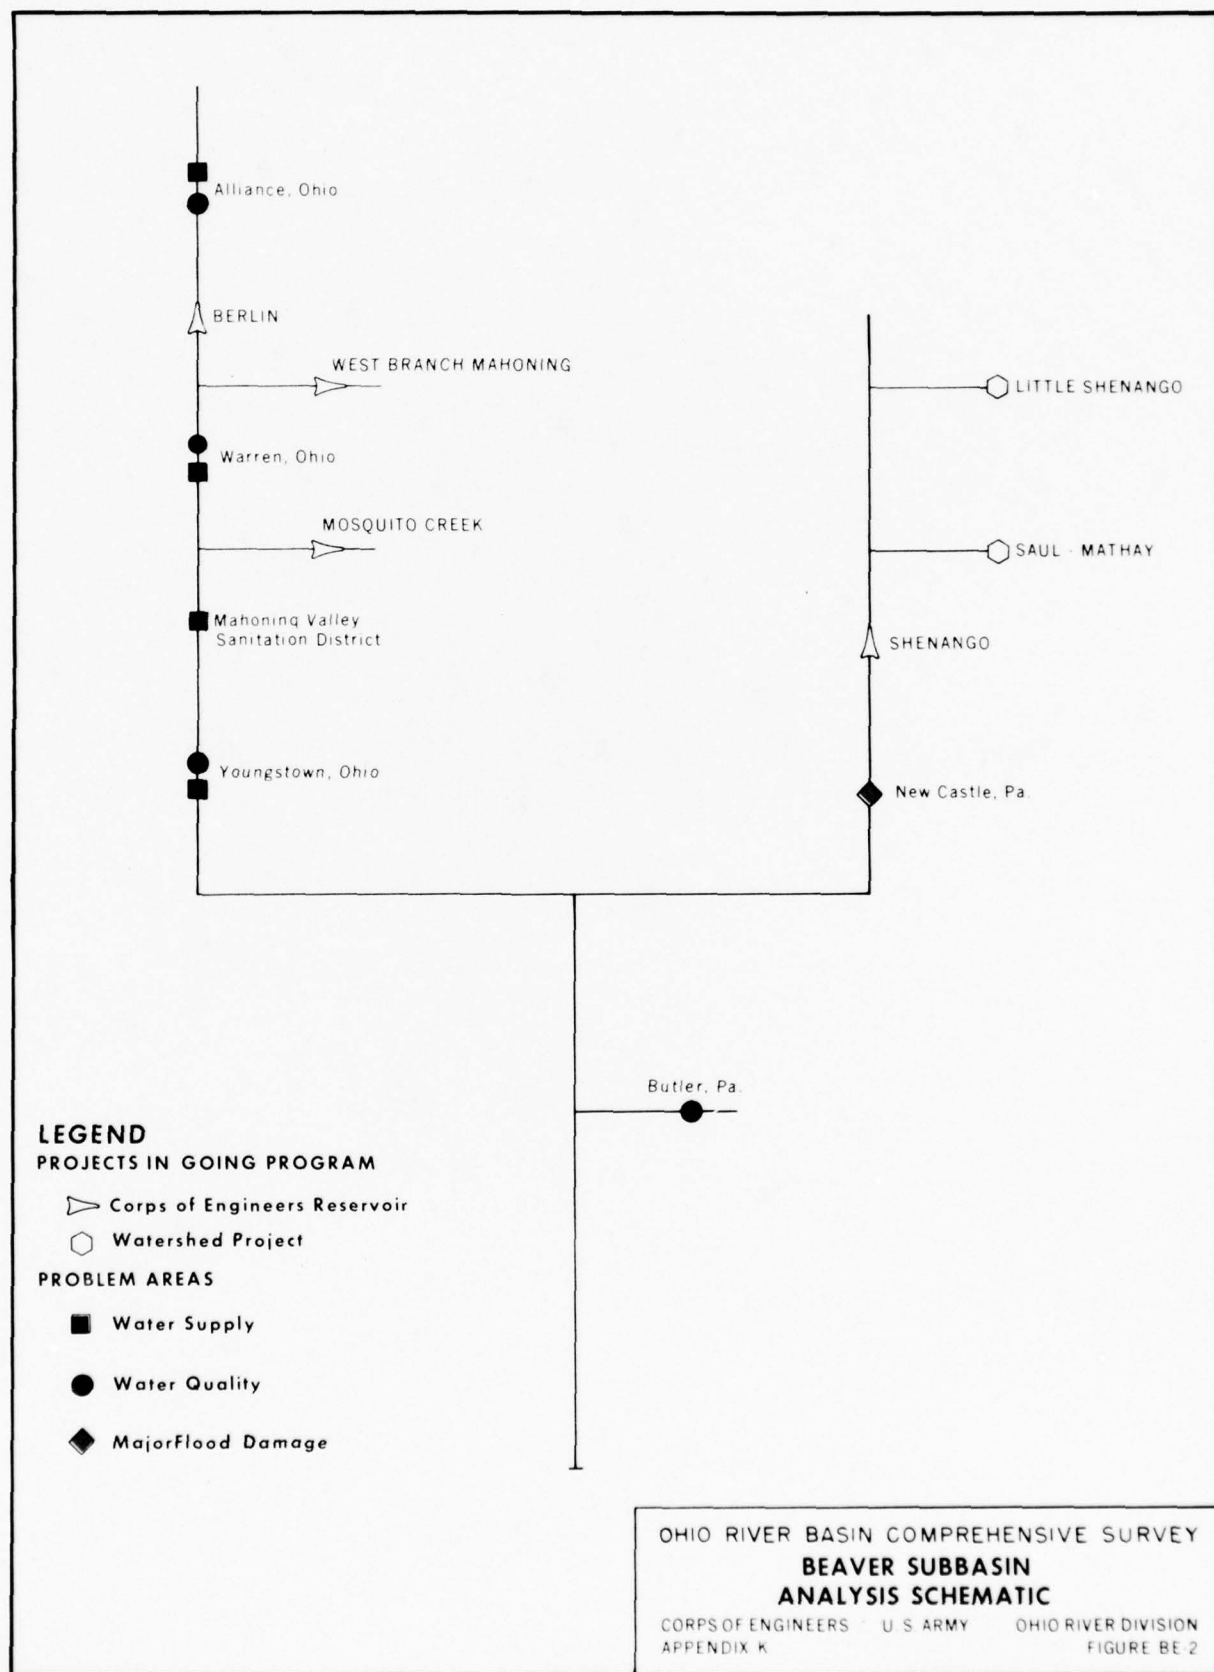 Alliance, Ohio
BERLIN
WEST BRANCH MAHONING
LITTLE SHENANGO
Warren, Ohio
MOSQUITO CREEK
SAUL - MATHAY
Mahoning Valley
Sanitation District
SHENANGO
Youngstown, Ohio
New Castle, Pa.
Butler, Pa.
LEGEND
PROJECTS IN GOING PROGRAM
Corps of Engineers Reservoir
Watershed Project
PROBLEM AREAS
Water Supply
Water Quality
MajorFlood Damage
OHIO RIVER BASIN COMPREHENSIVE SURVEY
BEAVER SUBBASIN
ANALYSIS SCHEMATIC
CORPS OF ENGINEERS U S ARMY OHIO RIVER DIVISION
APPENDIX K FIGURE BE-2